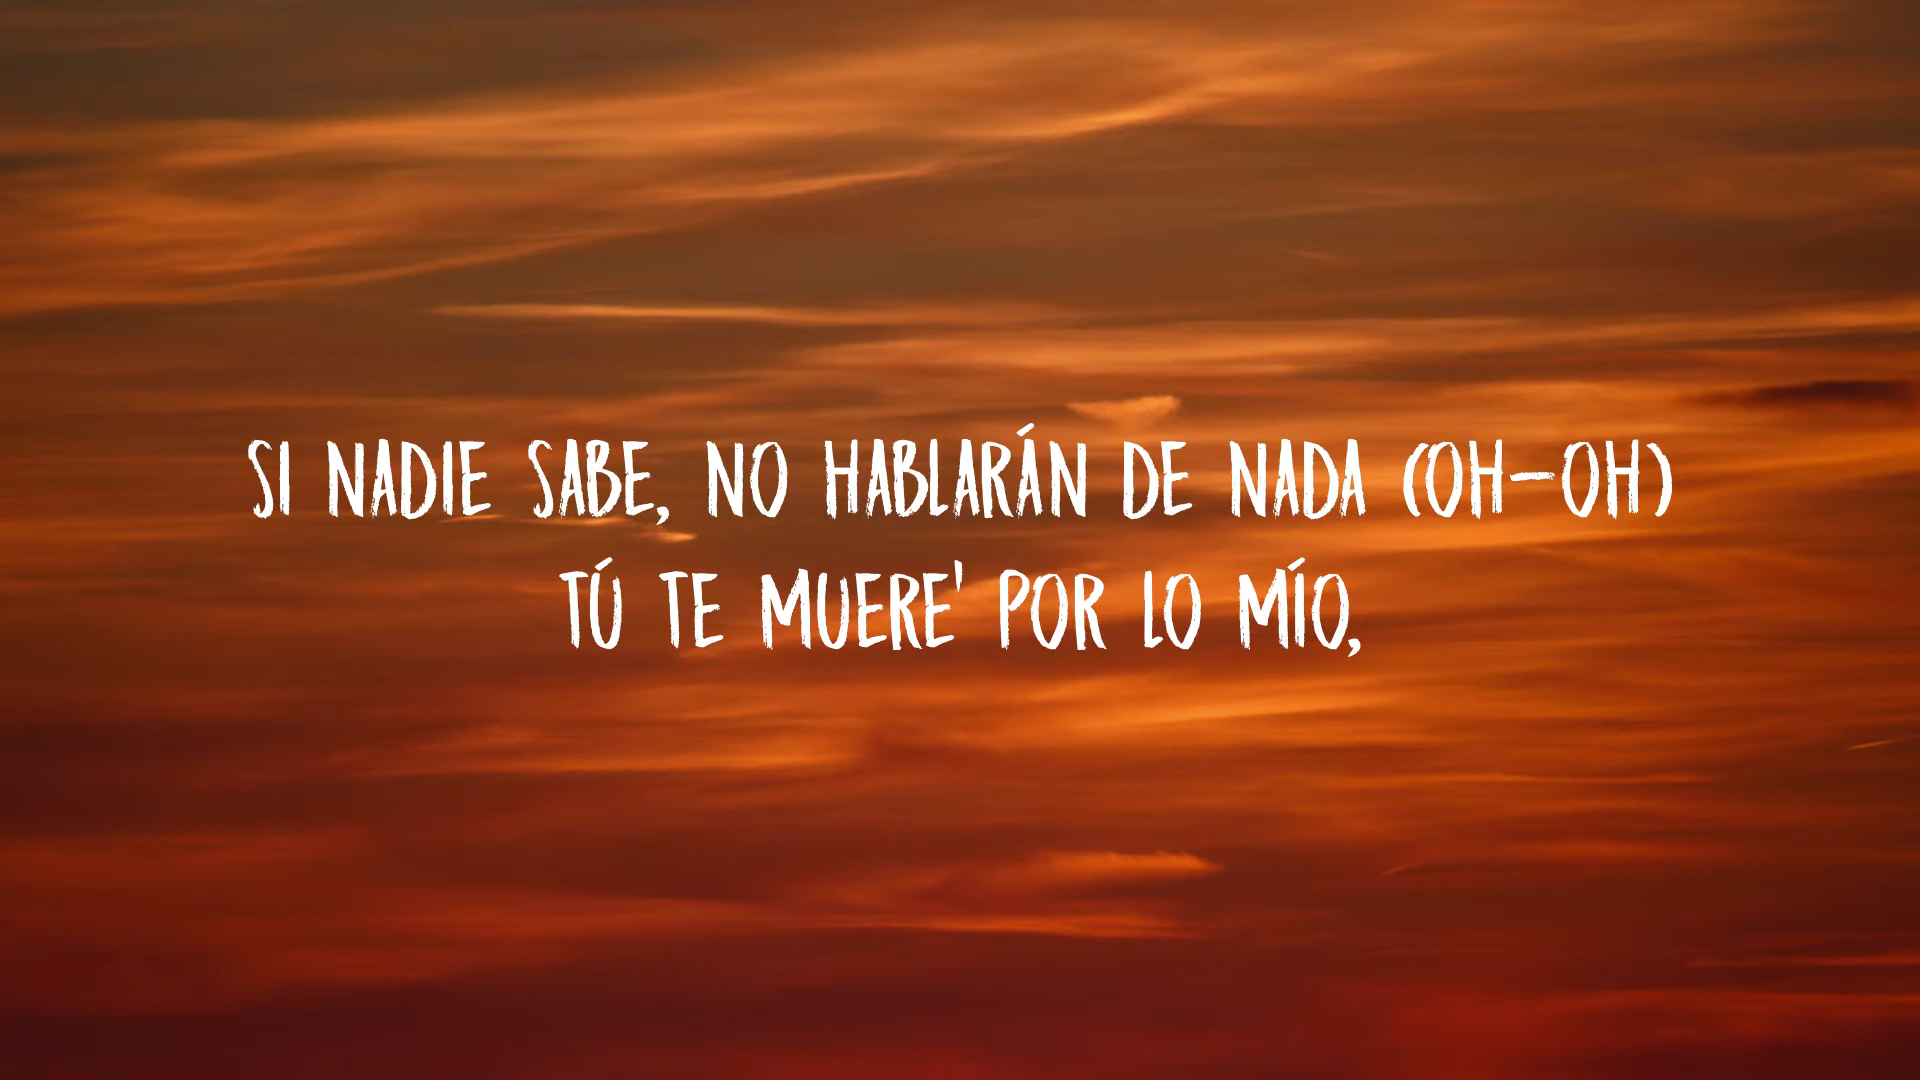 SI NADIE SABE, NO HABLARÁN DE NADA (OH-OH)
TÚ TE MUERE' POR LO MÍO,